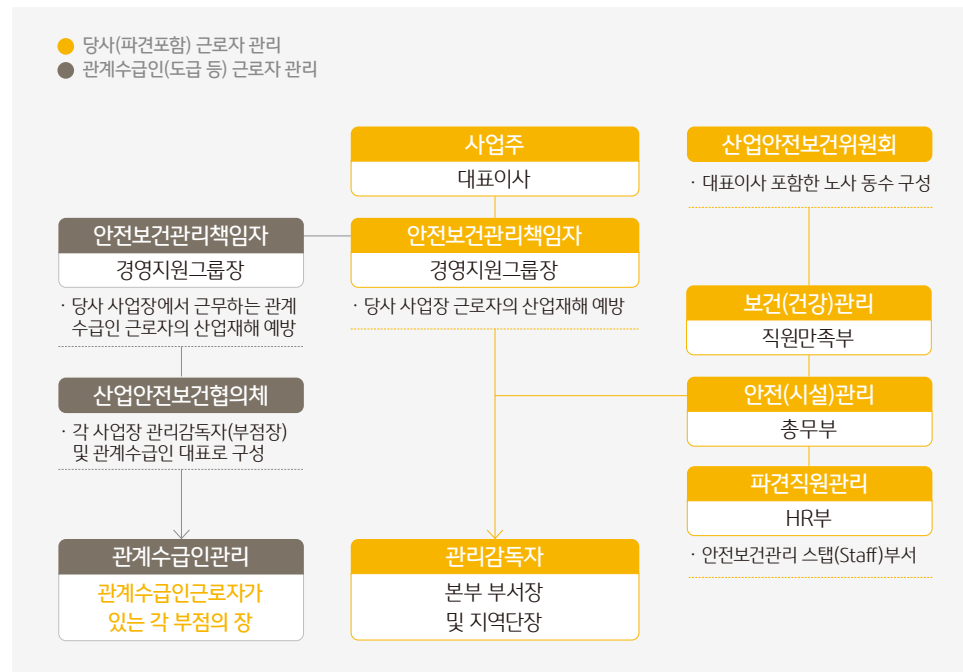 당사(파견포함) 근로자 관리
관계수급인(도급 등) 근로자 관리
사업주
대표이사
산업안전보건위원회
· 대표이사 포함한 노사 동수 구성
안전보건관리책임자
경영지원그룹장
· 당사 사업장에서 근무하는 관계
수급인 근로자의 산업재해 예방
안전보건관리책임자
경영지원그룹장
· 당사 사업장 근로자의 산업재해 예방
보건(건강)관리
직원만족부
산업안전보건협의체
· 각 사업장 관리감독자(부점장)
및 관계수급인 대표로 구성
안전(시설)관리
총무부
파견직원관리
HR부
· 안전보건관리 스탭(Staff)부서
관계수급인관리
관계수급인근로자가
있는 각 부점의 장
관리감독자
본부 부서장
및 지역단장